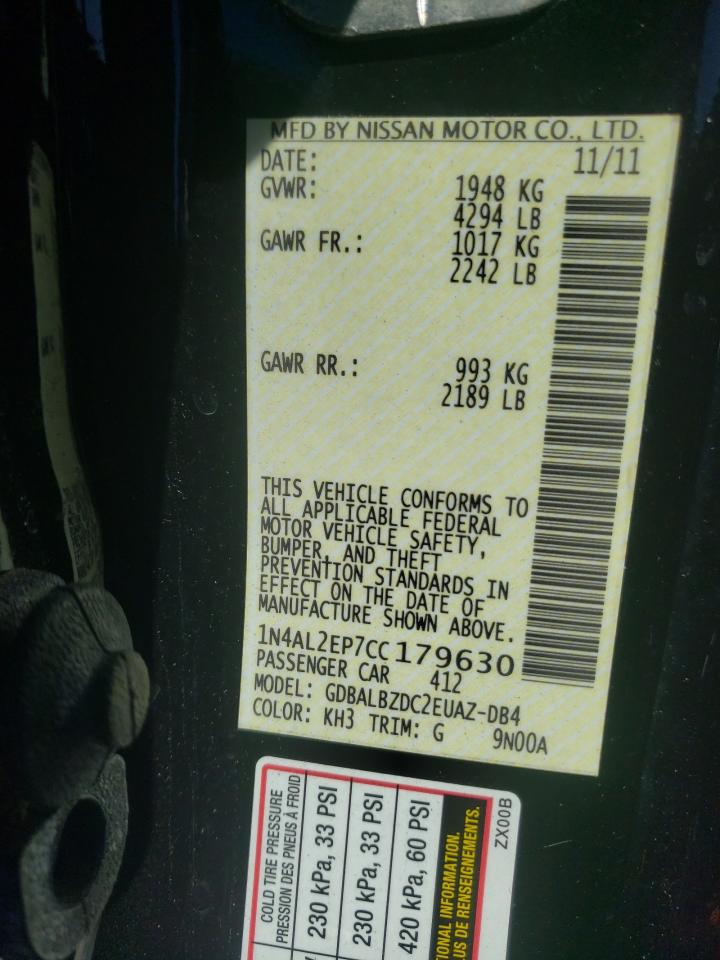 MFD BY NISSAN MOTOR CO., LTD.
DATE: 11/11
GVWR: 1948 KG
4294 LB
GAWR FR.: 1017 KG
2242 LB
GAWR RR.: 993 KG
2189 LB
THIS VEHICLE CONFORMS TO
ALL APPLICABLE FEDERAL
MOTOR VEHICLE SAFETY,
BUMPER, AND THEFT
PREVENTION STANDARDS IN
EFFECT ON THE DATE OF
MANUFACTURE SHOWN ABOVE.
1N4AL2EP7CC179630
PASSENGER CAR 412
MODEL: GDBALBZDC2EUAZ-DB4
COLOR: KH3 TRIM: G 9N00A
COLD TIRE PRESSURE
PRESSION DES PNEUS À FROID
230 kPa, 33 PSI
230 kPa, 33 PSI
420 kPa, 60 PSI
INFORMATION.
DE RENSEIGNEMENTS.
ZX00B